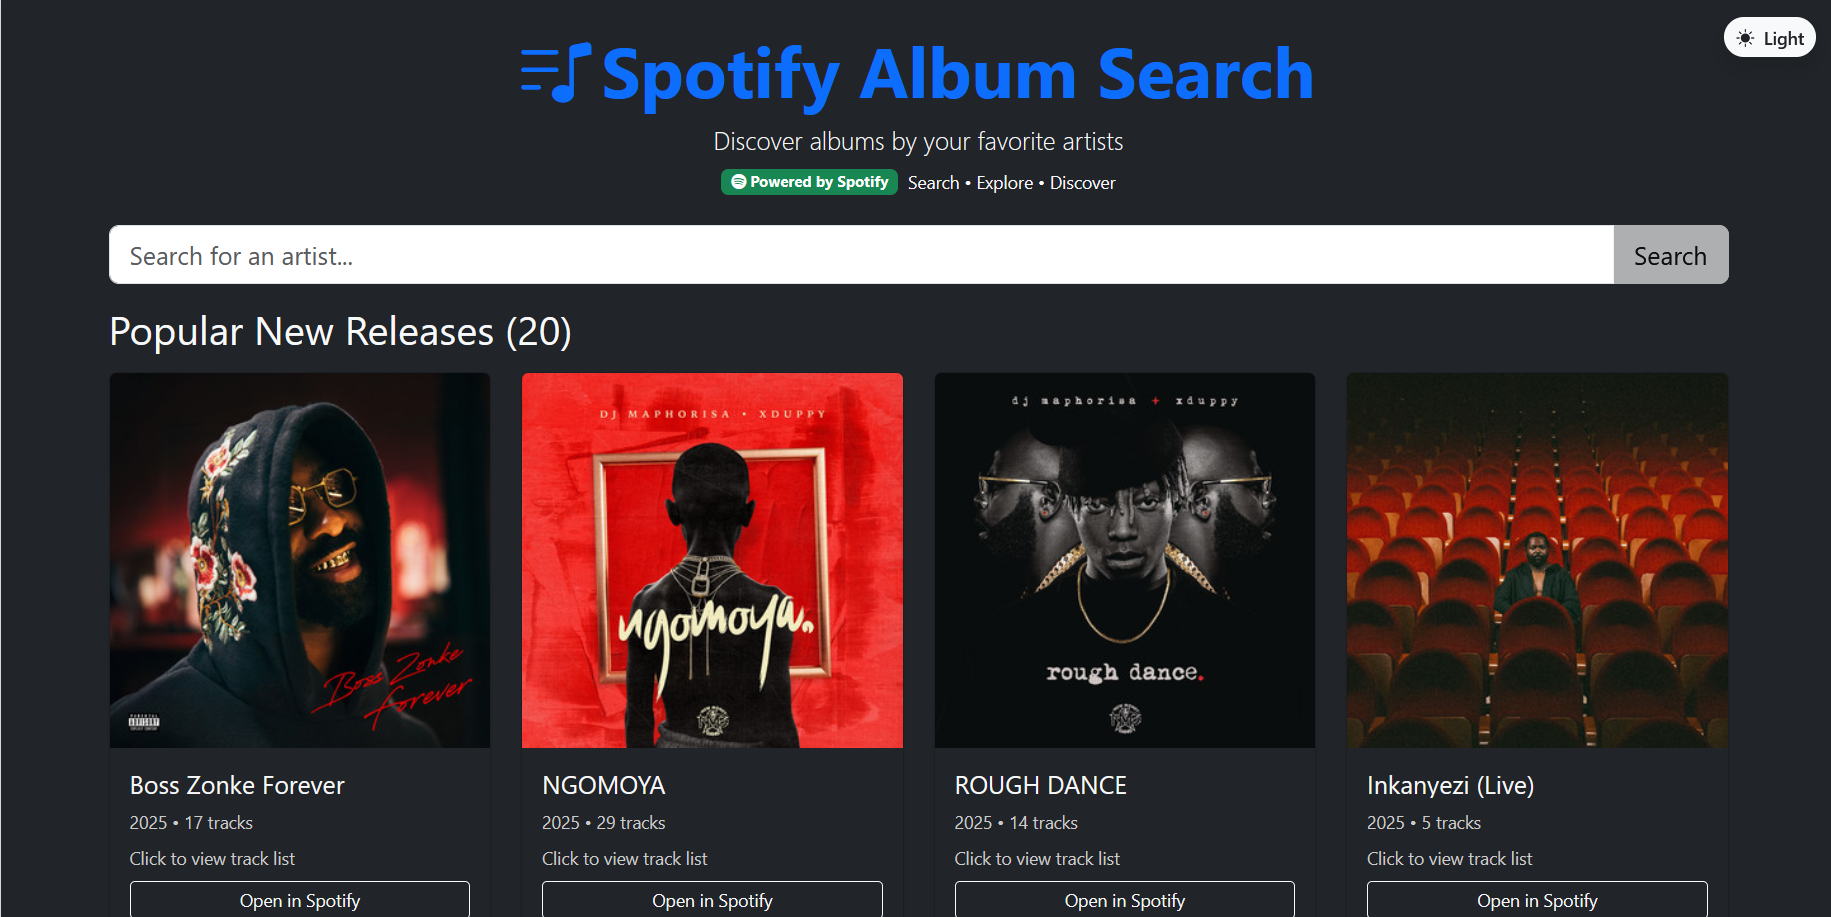 Light
Spotify Album Search
Discover albums by your favorite artists
Powered by Spotify Search • Explore • Discover
Search for an artist... Search
Popular New Releases (20)
Boss Zonke
Forever
PARENTAL
ADVISORY
EXPLICIT CONTENT
DJ MAPHORISA • XDUPPY
ngomoya.
dj maphorisa + xduppy
rough dance.
Boss Zonke Forever
2025 • 17 tracks
Click to view track list
Open in Spotify
NGOMOYA
2025 • 29 tracks
Click to view track list
Open in Spotify
ROUGH DANCE
2025 • 14 tracks
Click to view track list
Open in Spotify
Inkanyezi (Live)
2025 • 5 tracks
Click to view track list
Open in Spotify